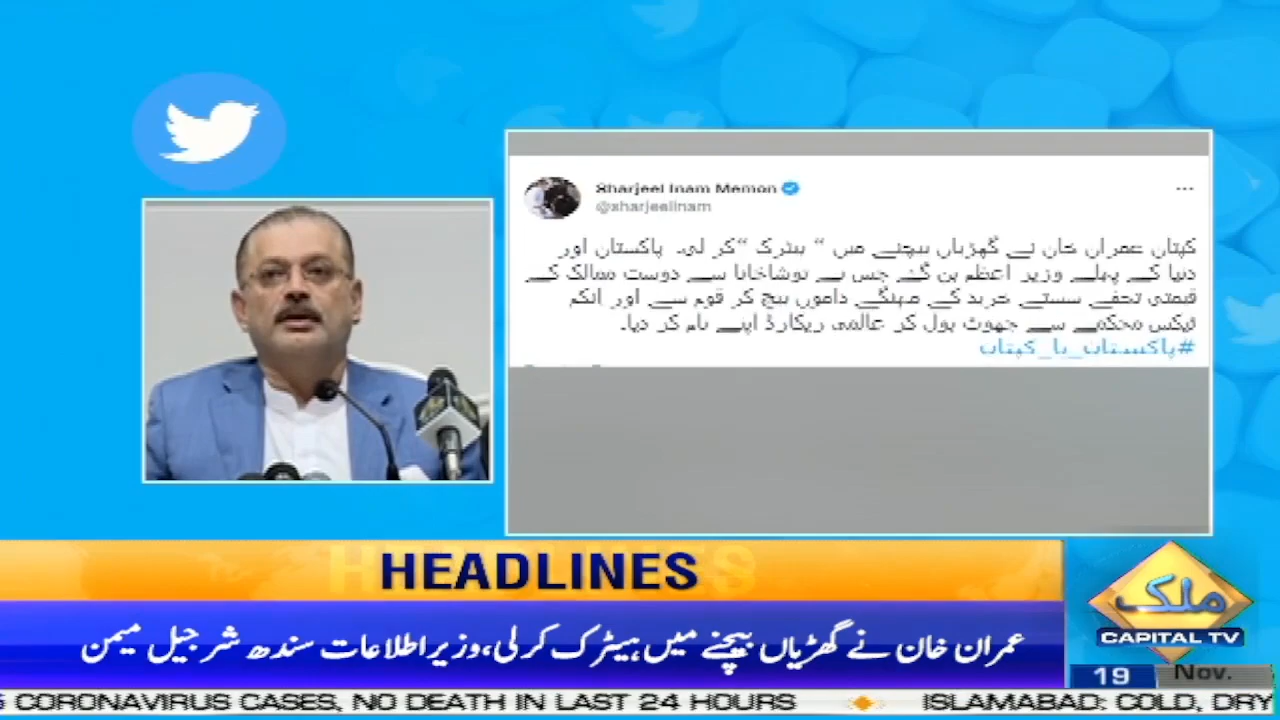 Sharjeel Inam Memon
@sharjeelinam
کپتان عمران خان نے گھڑیاں بیچنے میں “ ہیٹرک “کر لی۔ پاکستان اور
دنیا کے پہلے وزیر اعظم بن گئے جس نے توشاخانا سے دوست ممالک کے
قیمتی تحفے سستے خرید کے مہنگے داموں بیچ کر قوم سے اور انکم
ٹیکس محکمے سے جھوٹ بول کر عالمی ریکارڈ اپنے نام کر دیا۔
#پاکستان_یا_کپتان
HEADLINES
عمران خان نے گھڑیاں بیچنے میں ہیٹرک کر لی،وزیراطلاعات سندھ شرجیل میمن
ملک
CAPITAL TV
19 Nov.
CORONAVIRUS CASES, NO DEATH IN LAST 24 HOURS ISLAMABAD: COLD, DRY